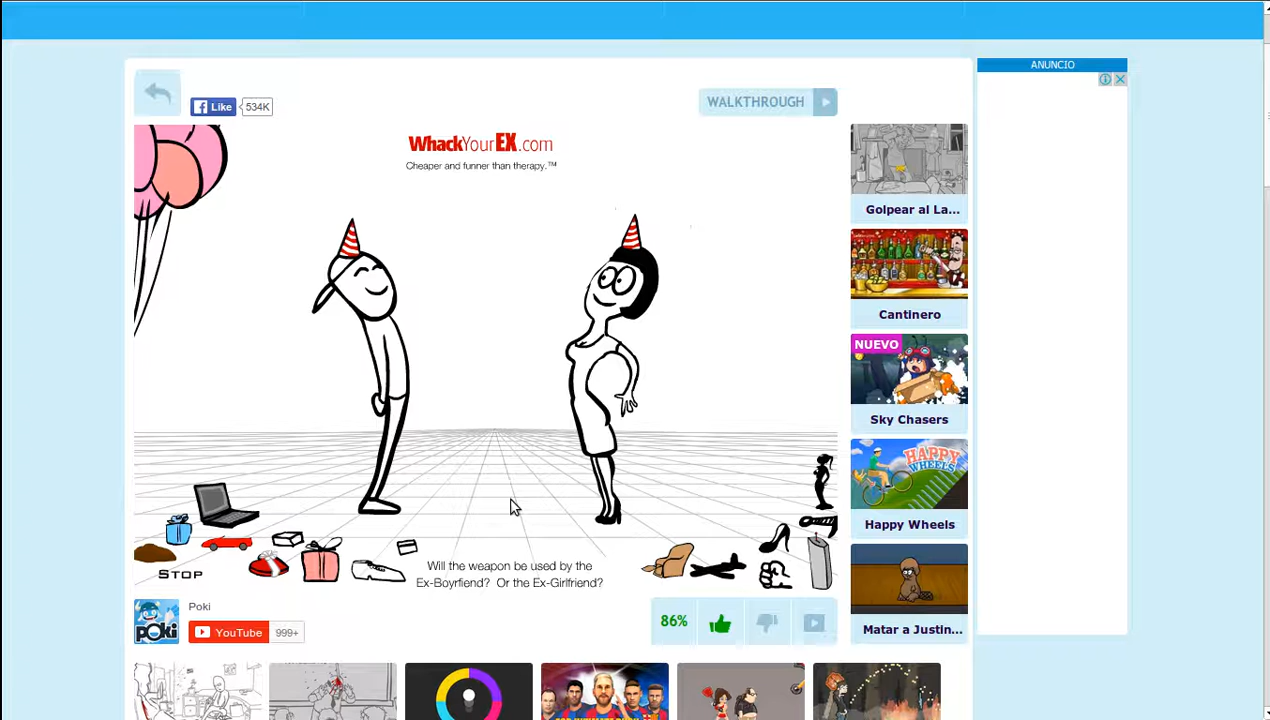 ANUNCIO
Like 534K
WALKTHROUGH
WhackYourEX.com
Cheaper and funner than therapy.™
Golpear al La...
Cantinero
NUEVO
Sky Chasers
HAPPY
WHEELS
Happy Wheels
STOP
Will the weapon be used by the
Ex-Boyrfiend? Or the Ex-Girlfriend?
Matar a Justin...
POKi
Poki
YouTube 999+
86%